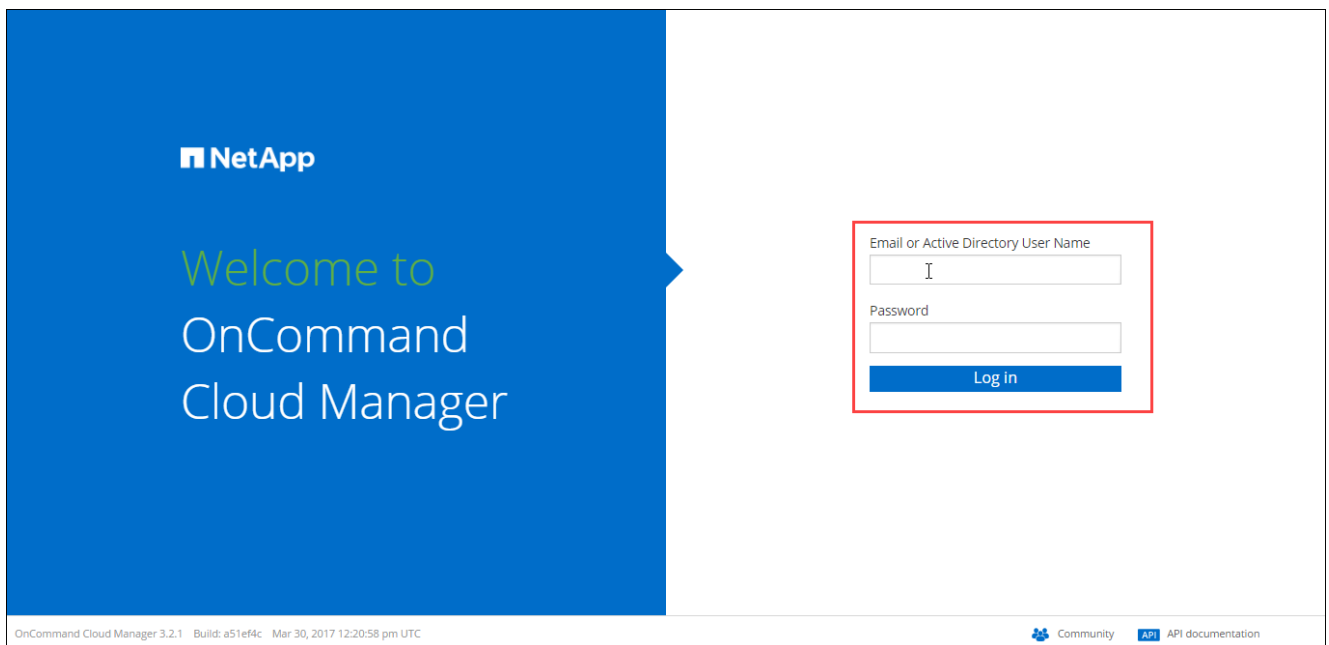 NetApp
Welcome to
OnCommand
Cloud Manager
Email or Active Directory User Name
Password
Log in
OnCommand Cloud Manager 3.2.1 Build: a51ef4c Mar 30, 2017 12:20:58 pm UTC
Community API API documentation